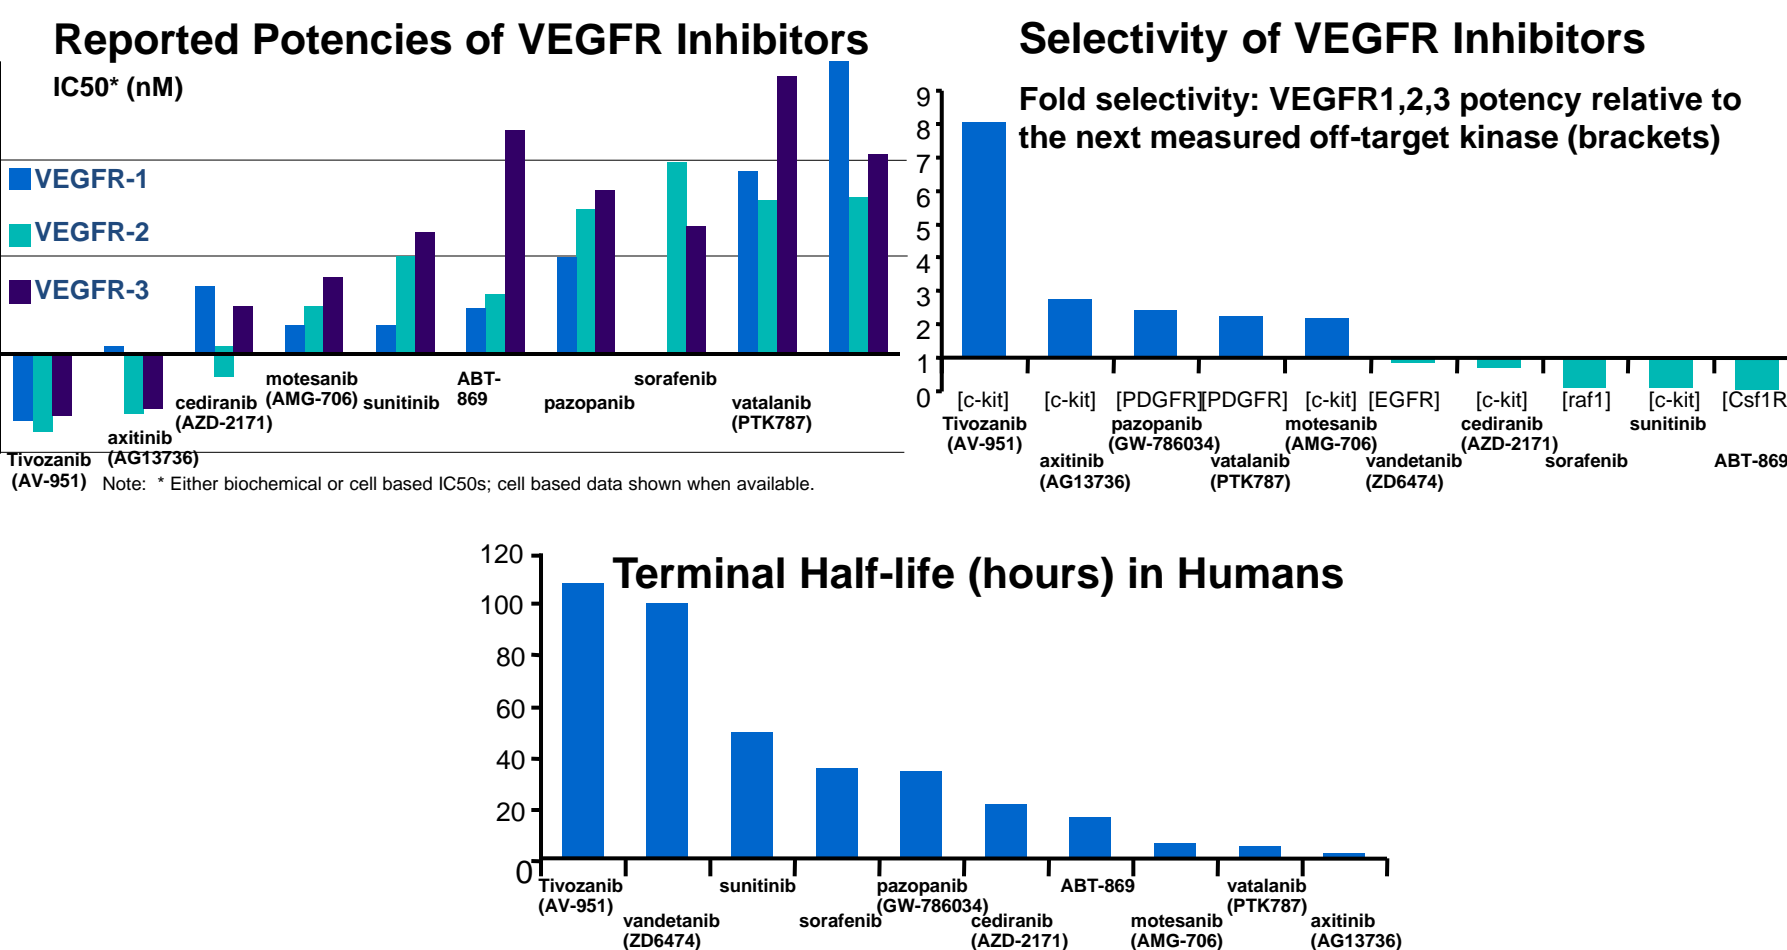 Reported Potencies of VEGFR Inhibitors
IC50* (nM)
VEGFR-1
VEGFR-2
VEGFR-3
Tivozanib
(AV-951)
axitinib
(AG13736)
cediranib
(AZD-2171)
motesanib
(AMG-706)
sunitinib
ABT-
869
pazopanib
sorafenib
vatalanib
(PTK787)
Note: * Either biochemical or cell based IC50s; cell based data shown when available.
Selectivity of VEGFR Inhibitors
Fold selectivity: VEGFR1,2,3 potency relative to
the next measured off-target kinase (brackets)
9
8
7
6
5
4
3
2
1
0
[c-kit] [c-kit] [PDGFR] [PDGFR] [c-kit] [EGFR] [c-kit] [raf1] [c-kit] [Csf1R
Tivozanib
(AV-951)
axitinib
(AG13736)
pazopanib
(GW-786034)
vatalanib
(PTK787)
motesanib
(AMG-706)
vandetanib
(ZD6474)
cediranib
(AZD-2171)
sorafenib
sunitinib
ABT-869
Terminal Half-life (hours) in Humans
120
100
80
60
40
20
0
Tivozanib
(AV-951)
vandetanib
(ZD6474)
sunitinib
sorafenib
pazopanib
(GW-786034)
cediranib
(AZD-2171)
ABT-869
motesanib
(AMG-706)
vatalanib
(PTK787)
axitinib
(AG13736)